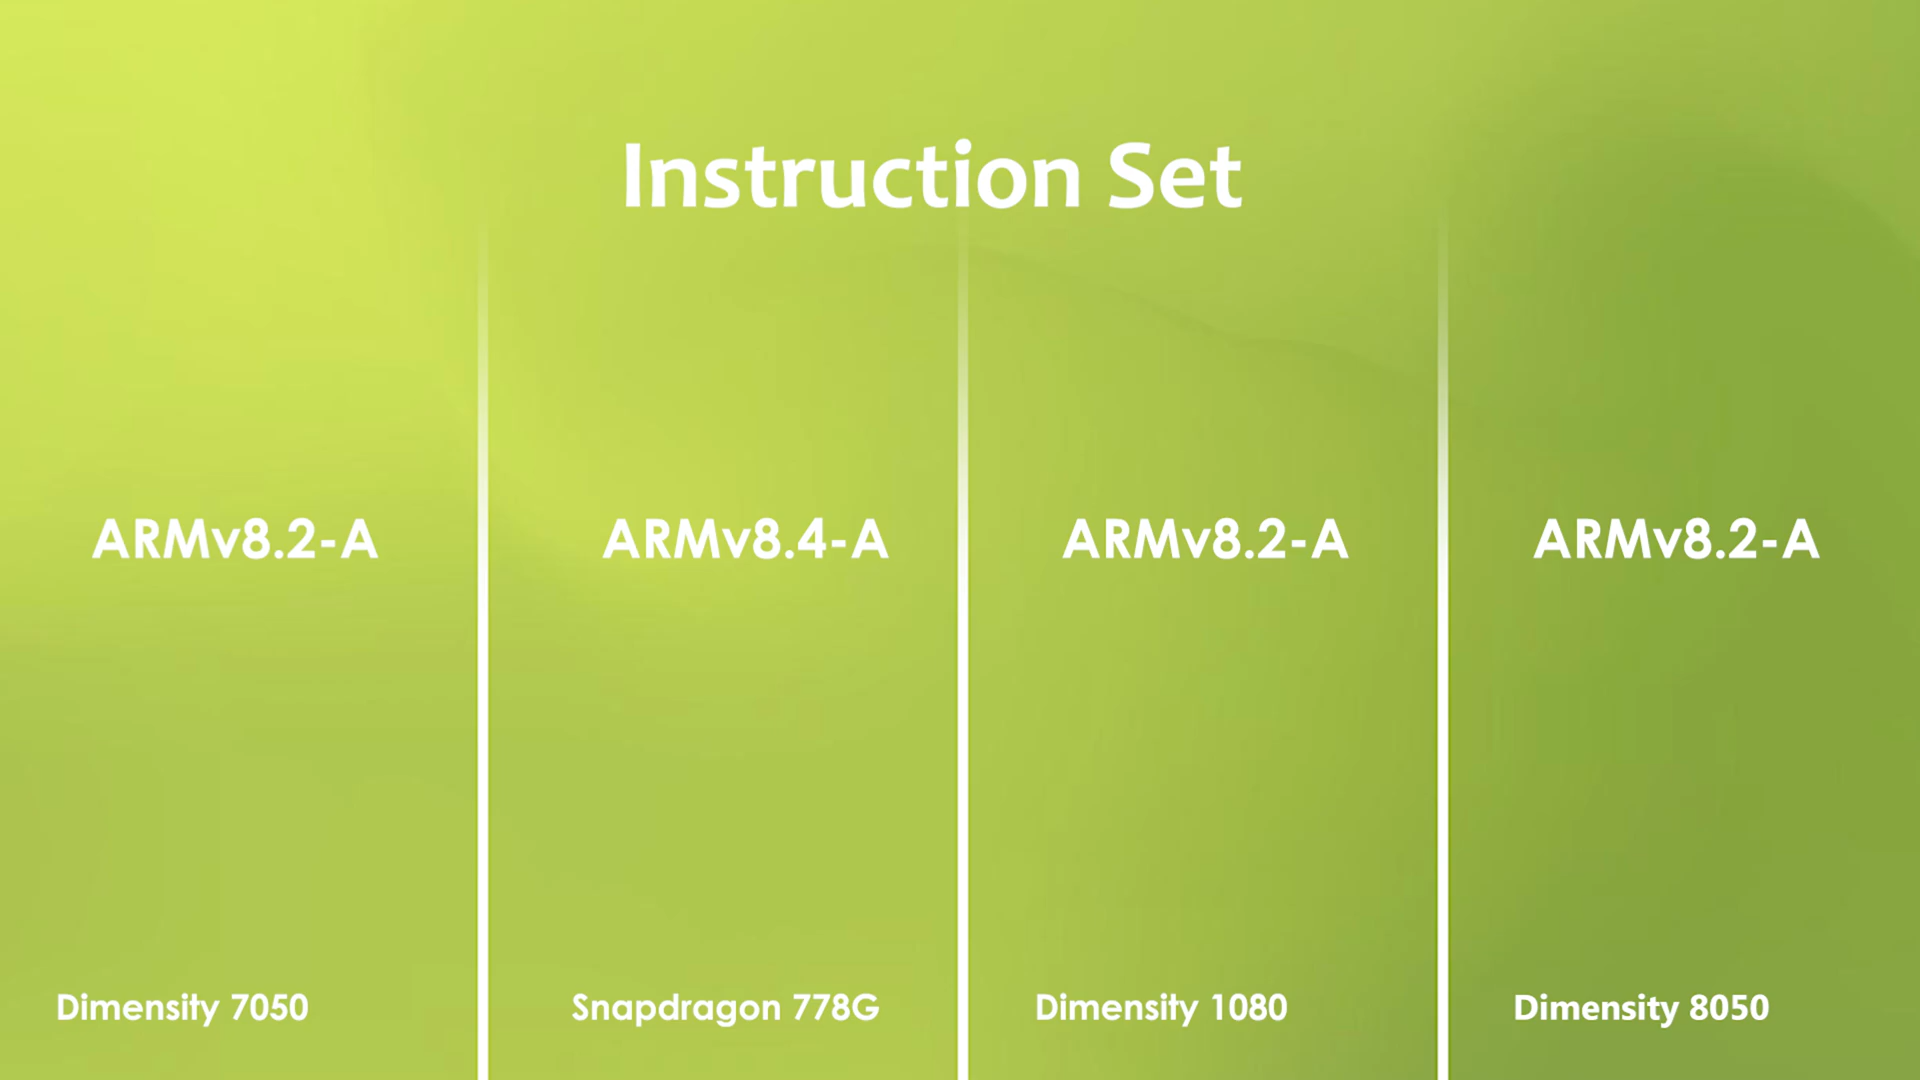 Instruction Set
ARMv8.2-A
ARMv8.4-A
ARMv8.2-A
ARMv8.2-A
Dimensity 7050
Snapdragon 778G
Dimensity 1080
Dimensity 8050